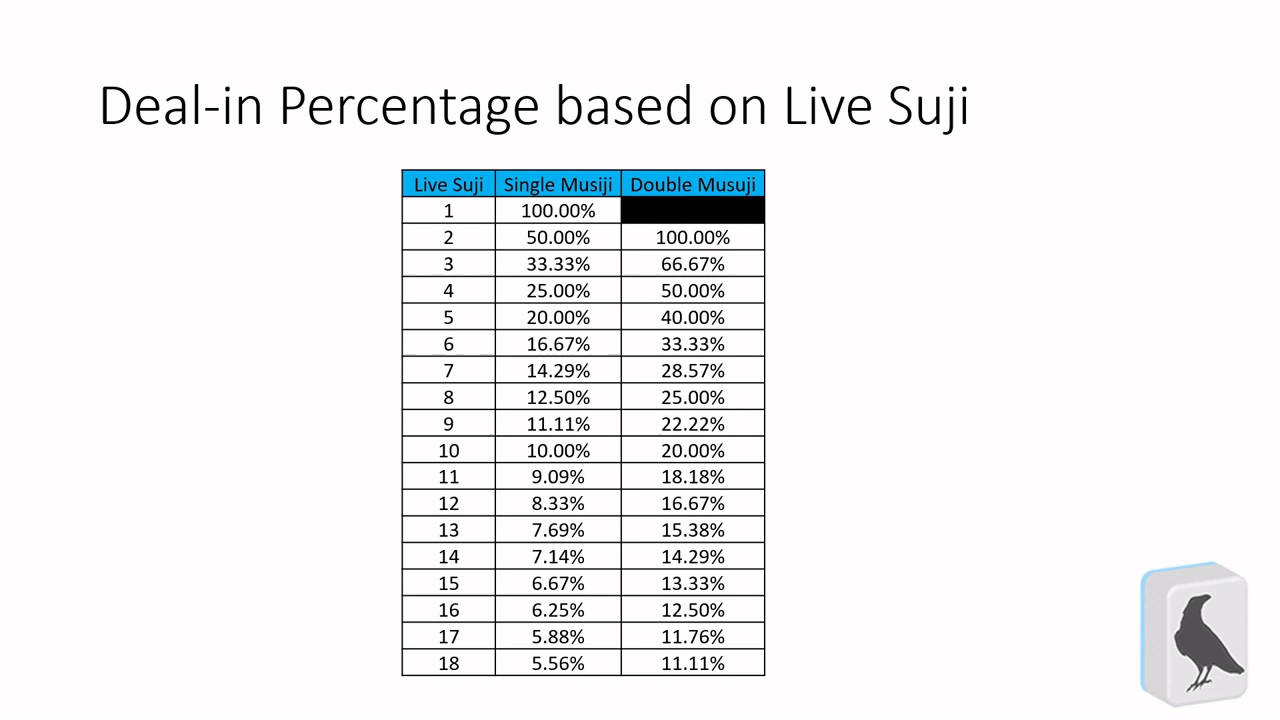 Deal-in Percentage based on Live Suji
Live Suji Single Musiji Double Musuji
1 100.00%
2 50.00% 100.00%
3 33.33% 66.67%
4 25.00% 50.00%
5 20.00% 40.00%
6 16.67% 33.33%
7 14.29% 28.57%
8 12.50% 25.00%
9 11.11% 22.22%
10 10.00% 20.00%
11 9.09% 18.18%
12 8.33% 16.67%
13 7.69% 15.38%
14 7.14% 14.29%
15 6.67% 13.33%
16 6.25% 12.50%
17 5.88% 11.76%
18 5.56% 11.11%